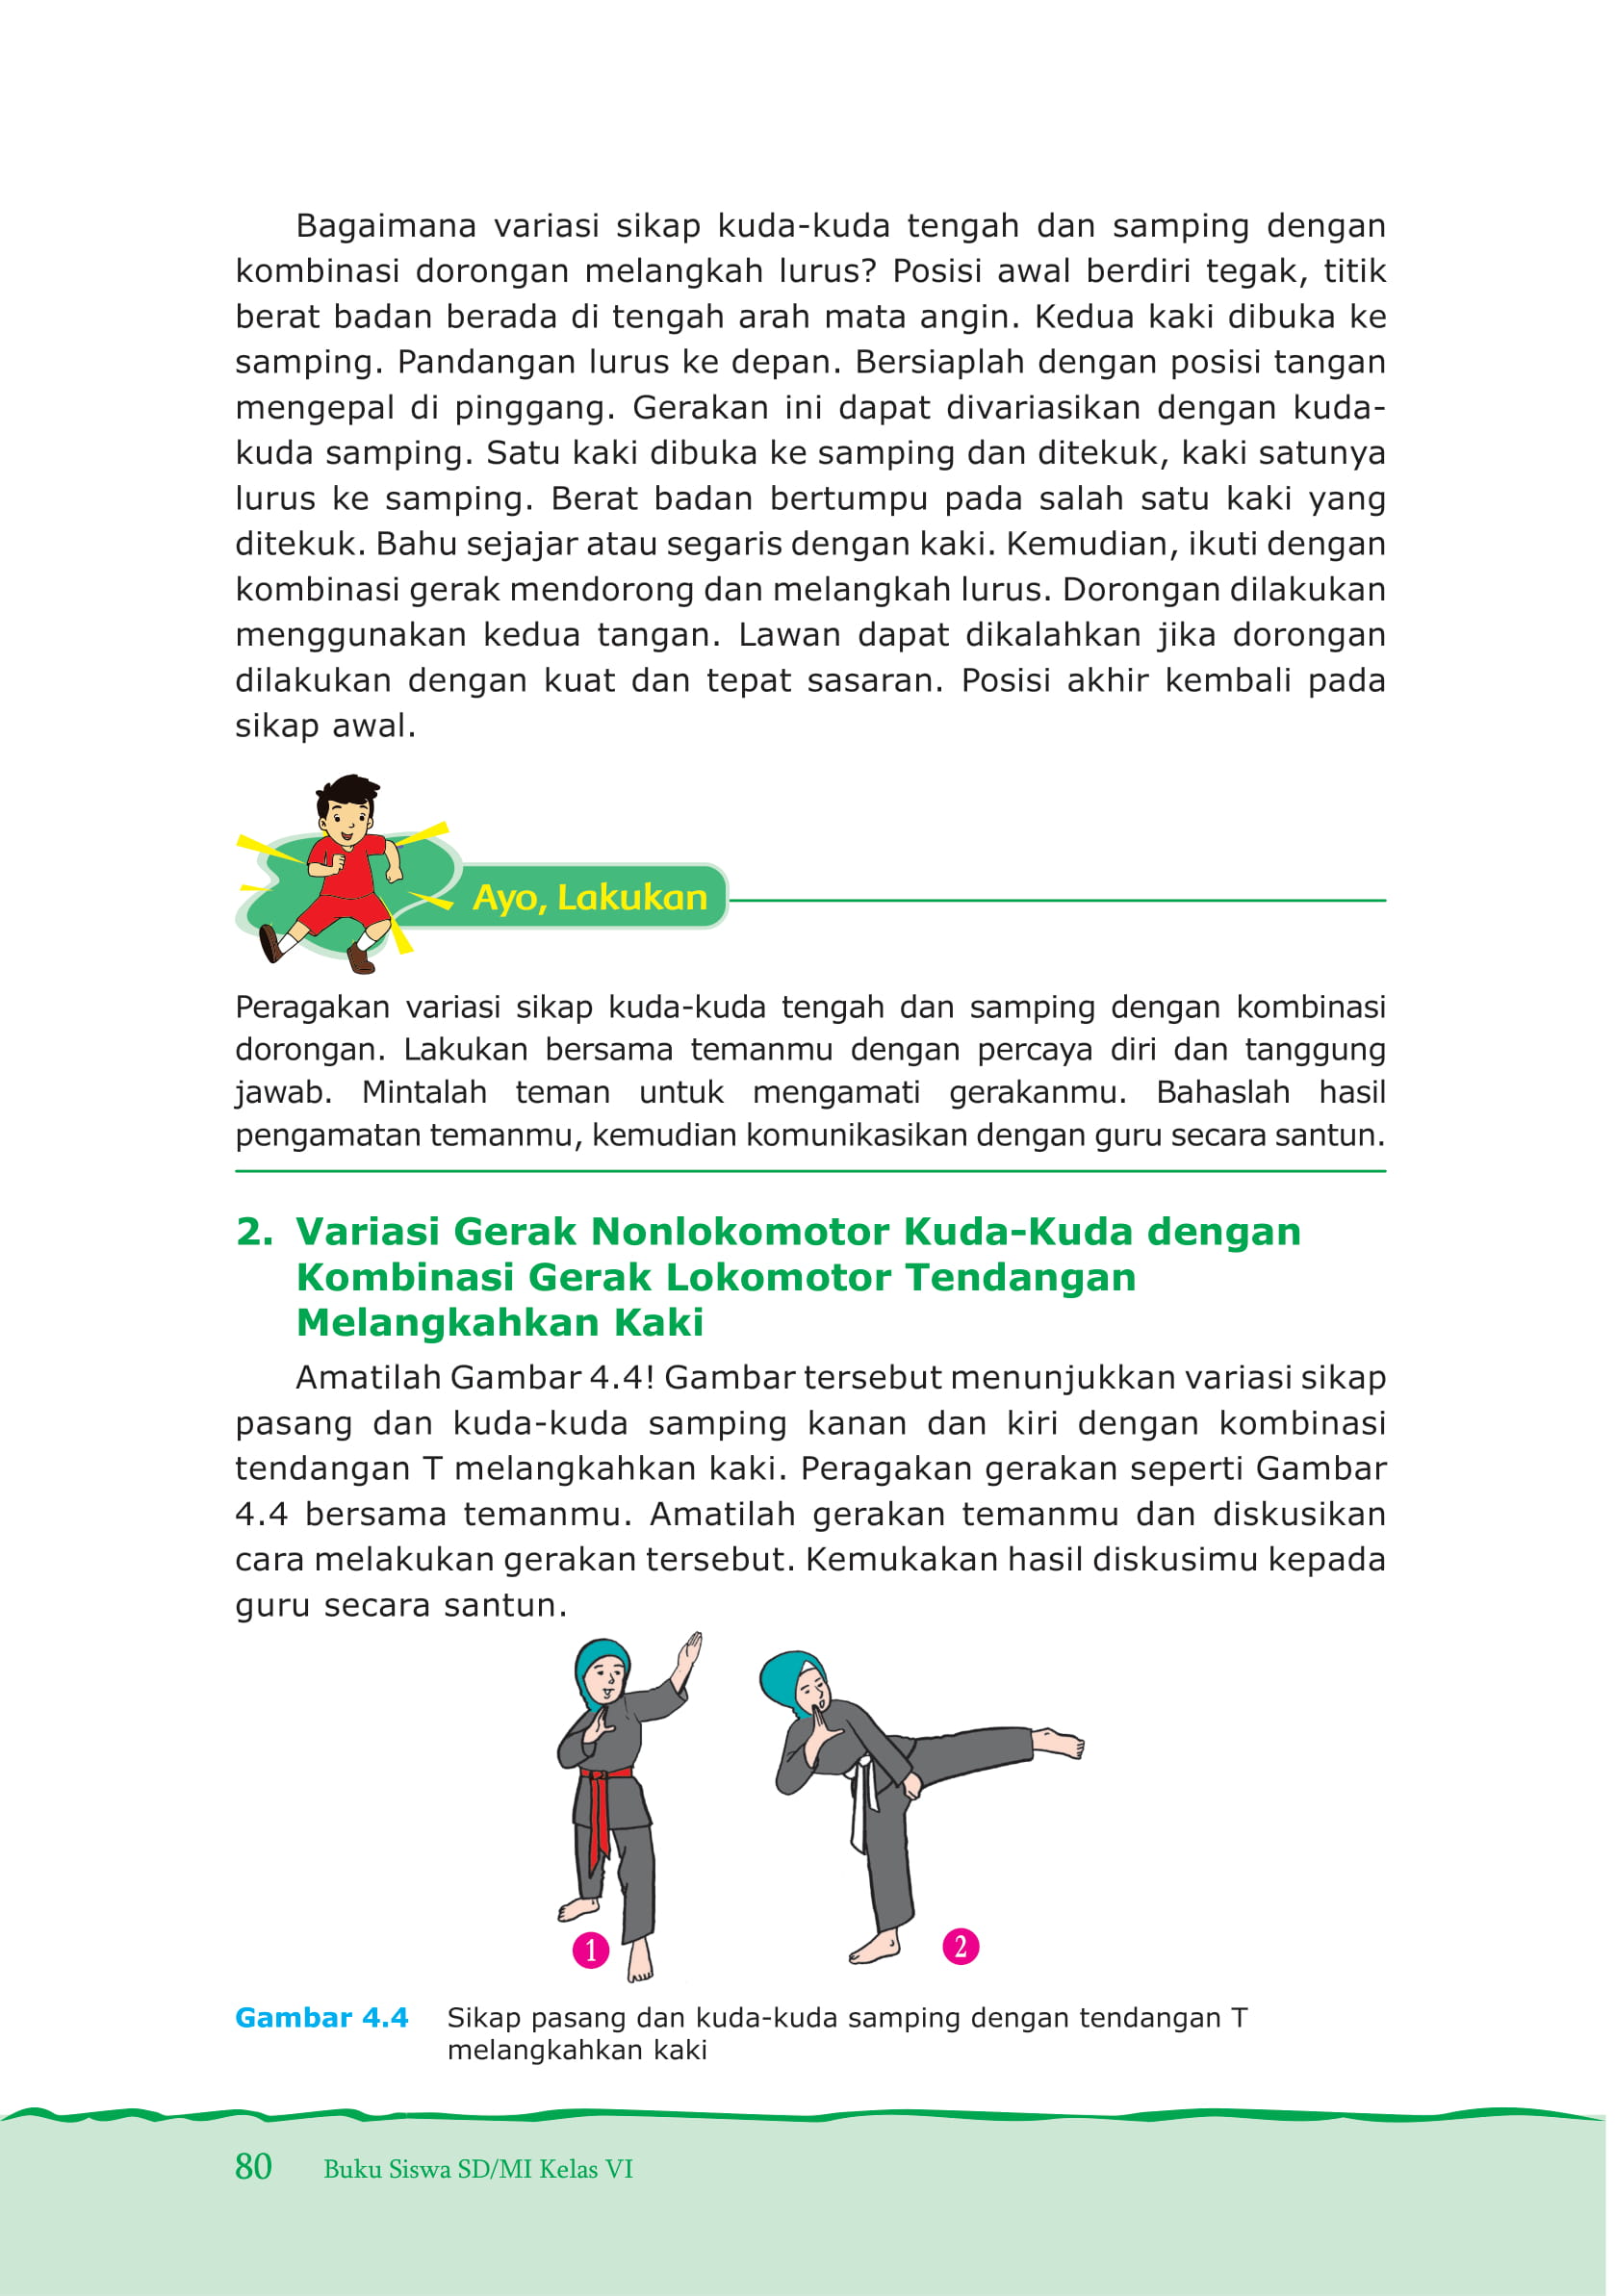 Bagaimana variasi sikap kuda-kuda tengah dan samping dengan
kombinasi dorongan melangkah lurus? Posisi awal berdiri tegak, titik
berat badan berada di tengah arah mata angin. Kedua kaki dibuka ke
samping. Pandangan lurus ke depan. Bersiaplah dengan posisi tangan
mengepal di pinggang. Gerakan ini dapat divariasikan dengan kuda-
kuda samping. Satu kaki dibuka ke samping dan ditekuk, kaki satunya
lurus ke samping. Berat badan bertumpu pada salah satu kaki yang
ditekuk. Bahu sejajar atau segaris dengan kaki. Kemudian, ikuti dengan
kombinasi gerak mendorong dan melangkah lurus. Dorongan dilakukan
menggunakan kedua tangan. Lawan dapat dikalahkan jika dorongan
dilakukan dengan kuat dan tepat sasaran. Posisi akhir kembali pada
sikap awal.
Ayo, Lakukan
Peragakan variasi sikap kuda-kuda tengah dan samping dengan kombinasi
dorongan. Lakukan bersama temanmu dengan percaya diri dan tanggung
jawab. Mintalah teman untuk mengamati gerakanmu. Bahaslah hasil
pengamatan temanmu, kemudian komunikasikan dengan guru secara santun.
2. Variasi Gerak Nonlokomotor Kuda-Kuda dengan
Kombinasi Gerak Lokomotor Tendangan
Melangkahkan Kaki
Amatilah Gambar 4.4! Gambar tersebut menunjukkan variasi sikap
pasang dan kuda-kuda samping kanan dan kiri dengan kombinasi
tendangan T melangkahkan kaki. Peragakan gerakan seperti Gambar
4.4 bersama temanmu. Amatilah gerakan temanmu dan diskusikan
cara melakukan gerakan tersebut. Kemukakan hasil diskusimu kepada
guru secara santun.
1
2
Gambar 4.4 Sikap pasang dan kuda-kuda samping dengan tendangan T
melangkahkan kaki
80 Buku Siswa SD/MI Kelas VI